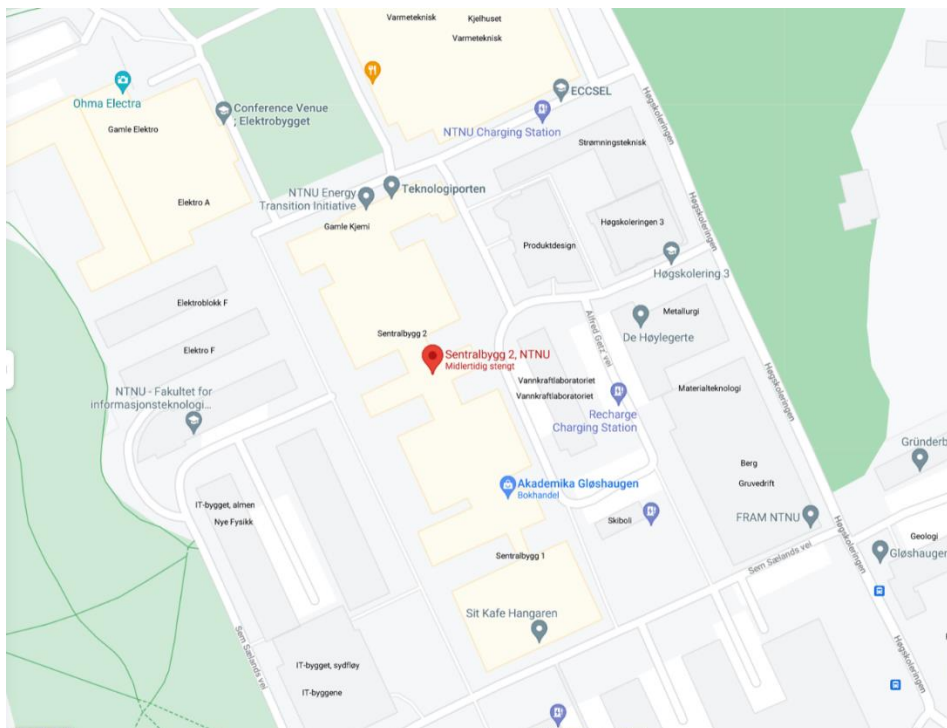 Varmeteknisk
Kjelhuset
Varmeteknisk
Ohma Electra
Gamle Elektro
Conference Venue
; Elektrobygget
ECCSEL
NTNU Charging Station
Høgskoleringen
Strømningsteknisk
Elektro A
NTNU Energy
Transition Initiative
Teknologiporten
Gamle Kjemi
Høgskoleringen
Høgskoleringen 3
Produktdesign
Høgskolering 3
Elektroblokk F
Metallurgi
Alfred Getz vei
De Høylegerte
Sentralbygg 2
Elektro F
Sentralbygg 2, NTNU
Midlertidig stengt
NTNU - Fakultet for
informasjonsteknologi...
Vannkraftlaboratoriet
Vannkraftlaboratoriet
Materialteknologi
Høgskoleringen
Recharge
Charging Station
Gründerb
Berg
Gruvedrift
Akademika Gløshaugen
Bokhandel
IT-bygget, almen
Nye Fysikk
Skiboli
FRAM NTNU
Høgskoleringen
Geologi
Gløshaugen
Sentralbygg 1
Sem Sælands vei
Sit Kafe Hangaren
Sem Sælands vei
Høgskoleringen
IT-bygget, sydfløy
IT-byggene